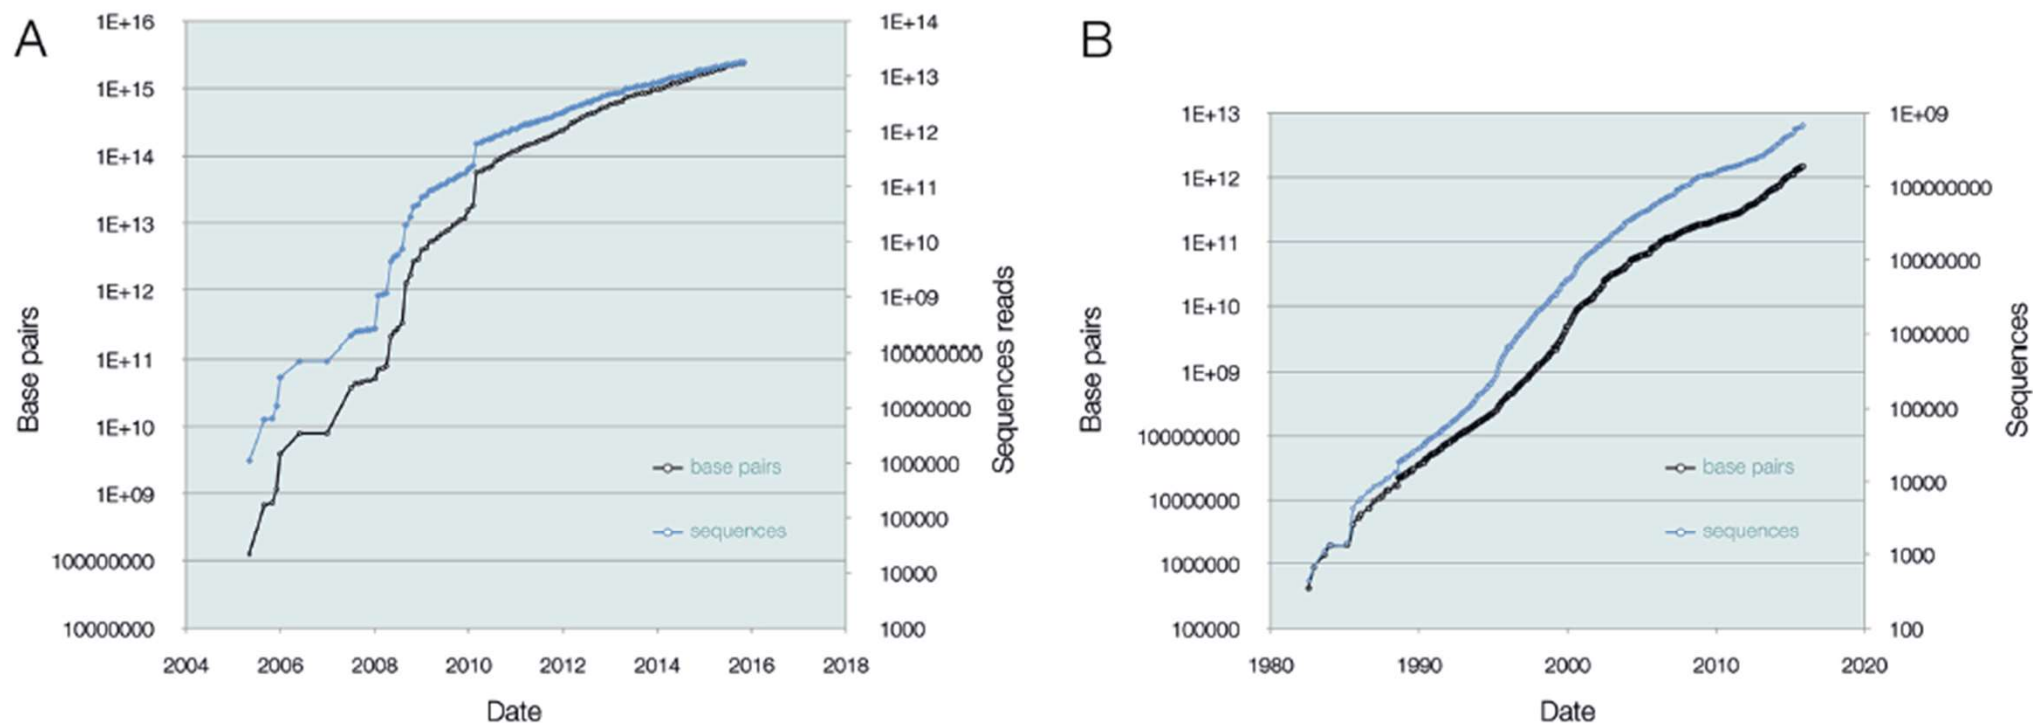 A
1E+16
1E+15
1E+14
1E+13
1E+12
1E+11
1E+10
1E+09
100000000
10000000
Base pairs
1E+14
1E+13
1E+12
1E+11
1E+10
1E+09
100000000
10000000
1000000
100000
10000
1000
Sequences reads
base pairs
sequences
2004 2006 2008 2010 2012 2014 2016 2018
Date
B
1E+13
1E+12
1E+11
1E+10
1E+09
100000000
10000000
1000000
100000
Base pairs
1E+09
100000000
10000000
1000000
100000
10000
1000
100
Sequences
base pairs
sequences
1980 1990 2000 2010 2020
Date